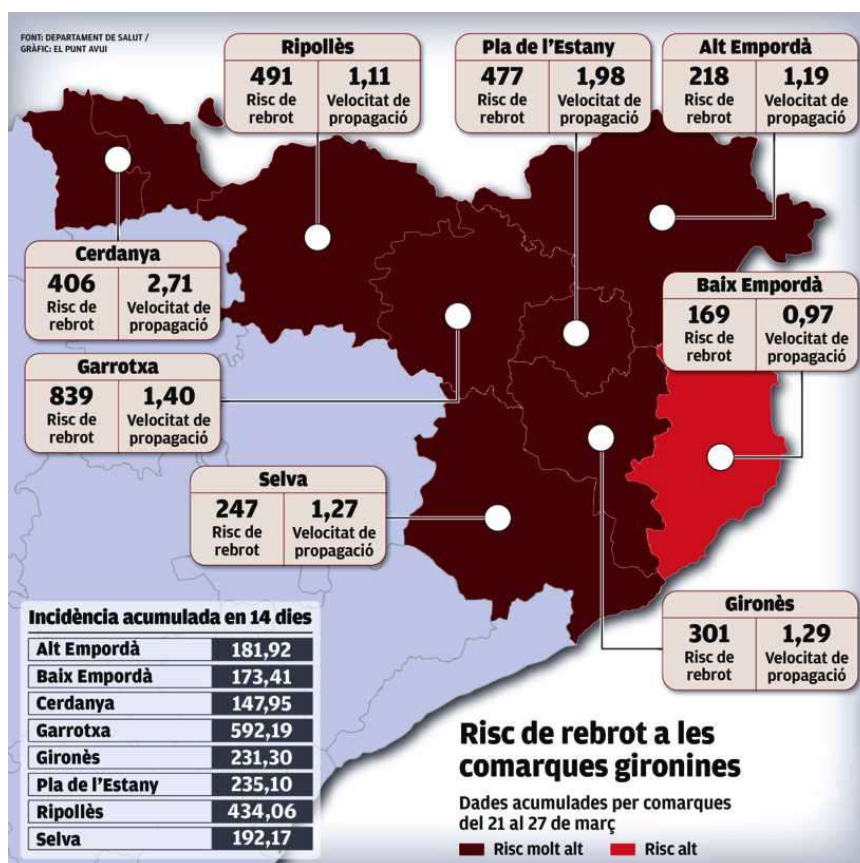 FONT: DEPARTAMENT DE SALUT /
GRÀFIC: EL PUNT AVUI
Ripollès
491 1,11
Risc de Velocitat de
rebrot propagació
Pla de l'Estany
477 1,98
Risc de Velocitat de
rebrot propagació
Alt Empordà
218 1,19
Risc de Velocitat de
rebrot propagació
Cerdanya
406 2,71
Risc de Velocitat de
rebrot propagació
Baix Empordà
169 0,97
Risc de Velocitat de
rebrot propagació
Garrotxa
839 1,40
Risc de Velocitat de
rebrot propagació
Selva
247 1,27
Risc de Velocitat de
rebrot propagació
Gironès
301 1,29
Risc de Velocitat de
rebrot propagació
Incidència acumulada en 14 dies
Alt Empordà 181,92
Baix Empordà 173,41
Cerdanya 147,95
Garrotxa 592,19
Gironès 231,30
Pla de l'Estany 235,10
Ripollès 434,06
Selva 192,17
Risc de rebrot a les
comarques gironines
Dades acumulades per comarques
del 21 al 27 de març
Risc molt alt Risc alt